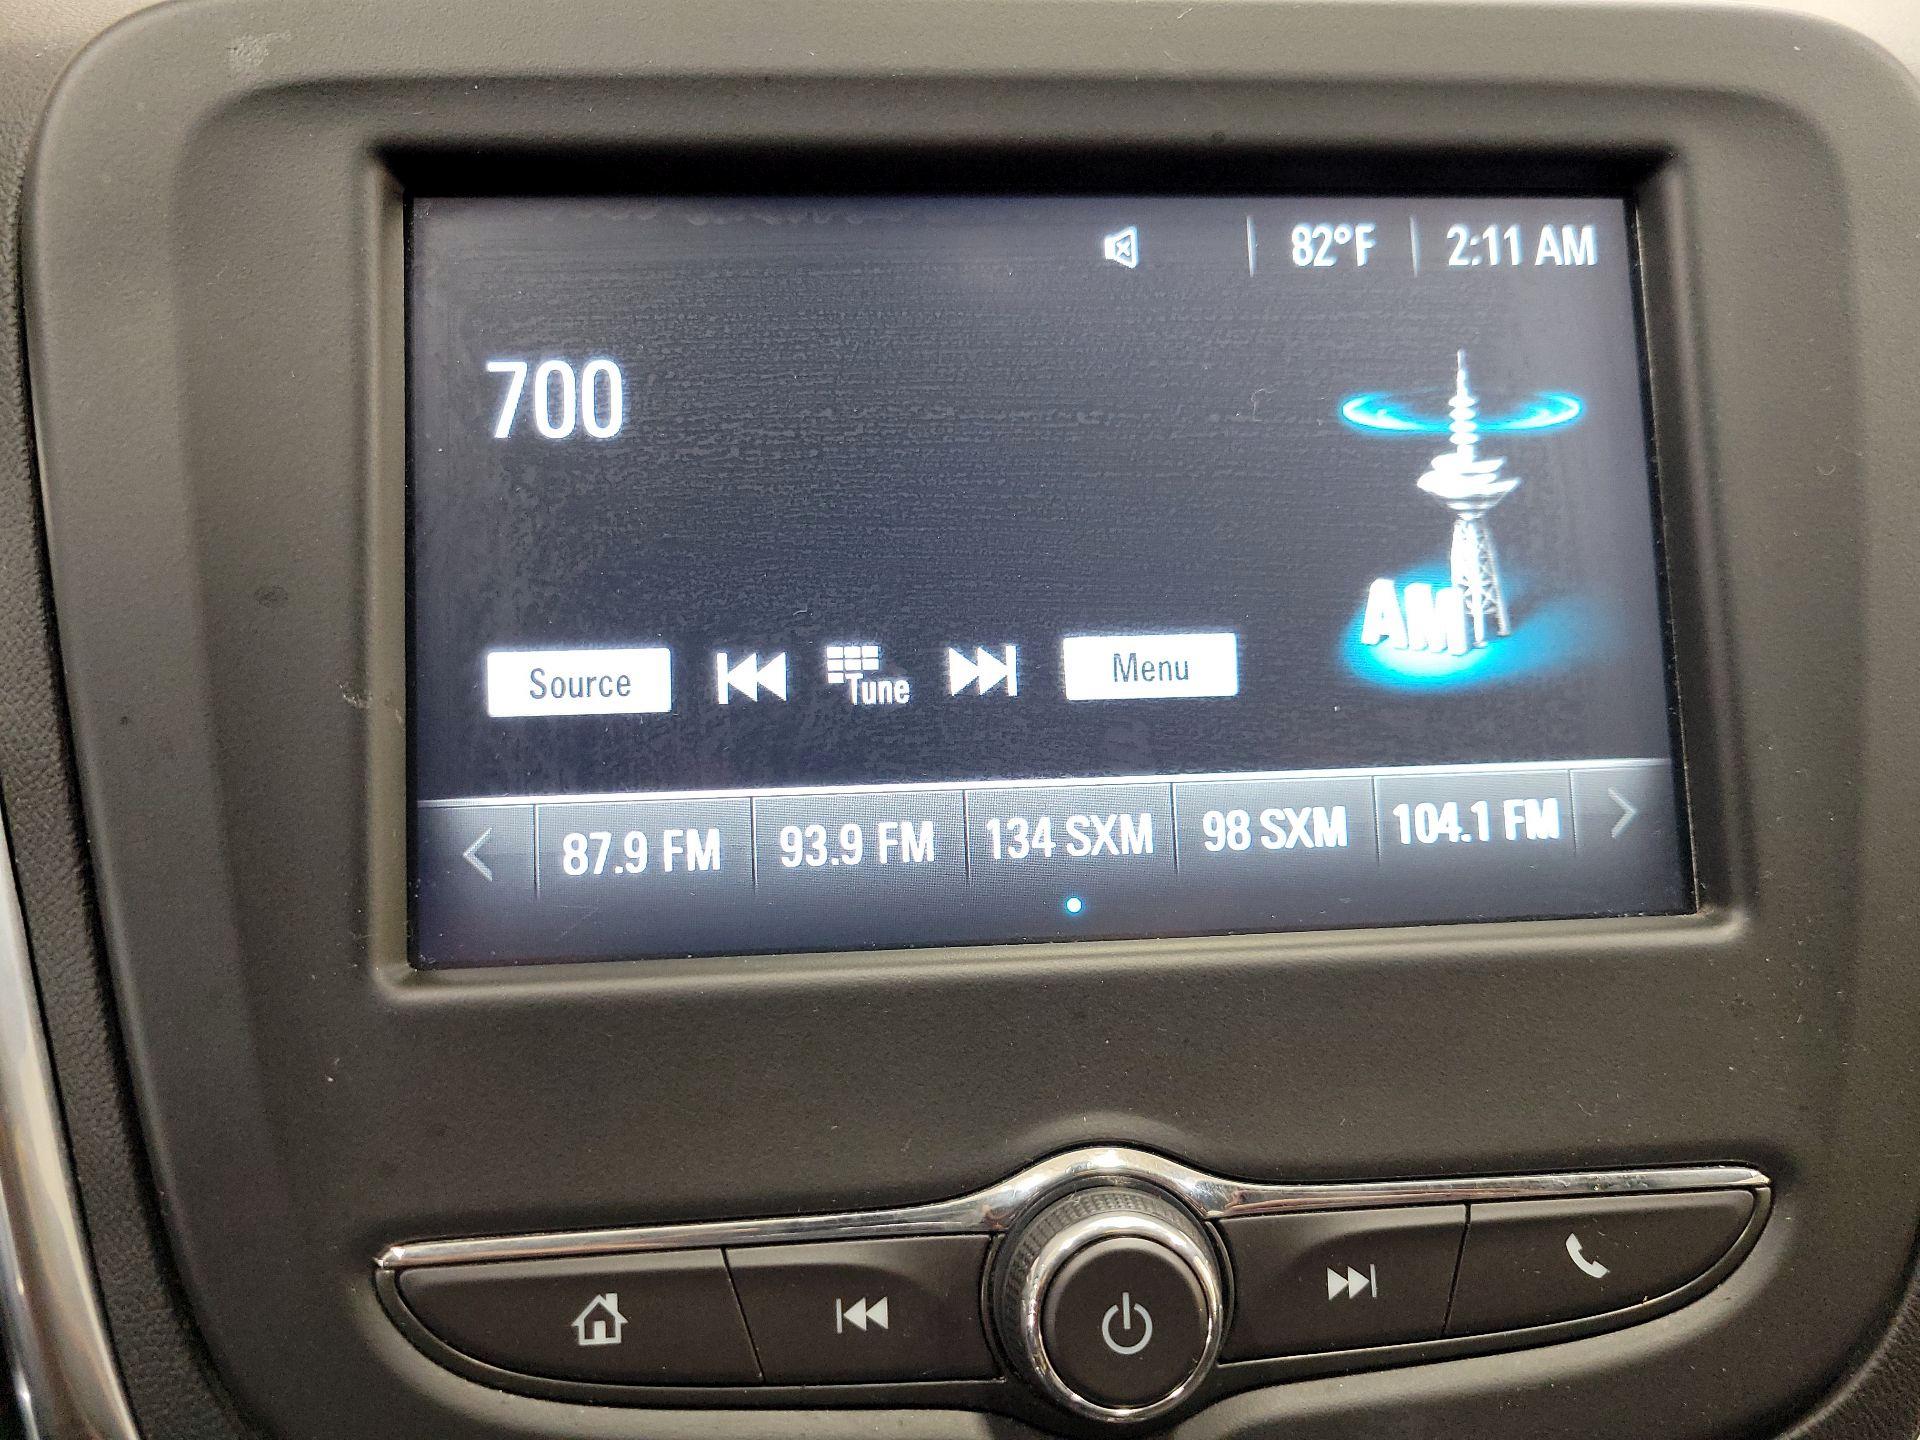 82°F 2:11 AM
700
AM
Source Tune Menu
87.9 FM 93.9 FM 134 SXM 98 SXM 104.1 FM